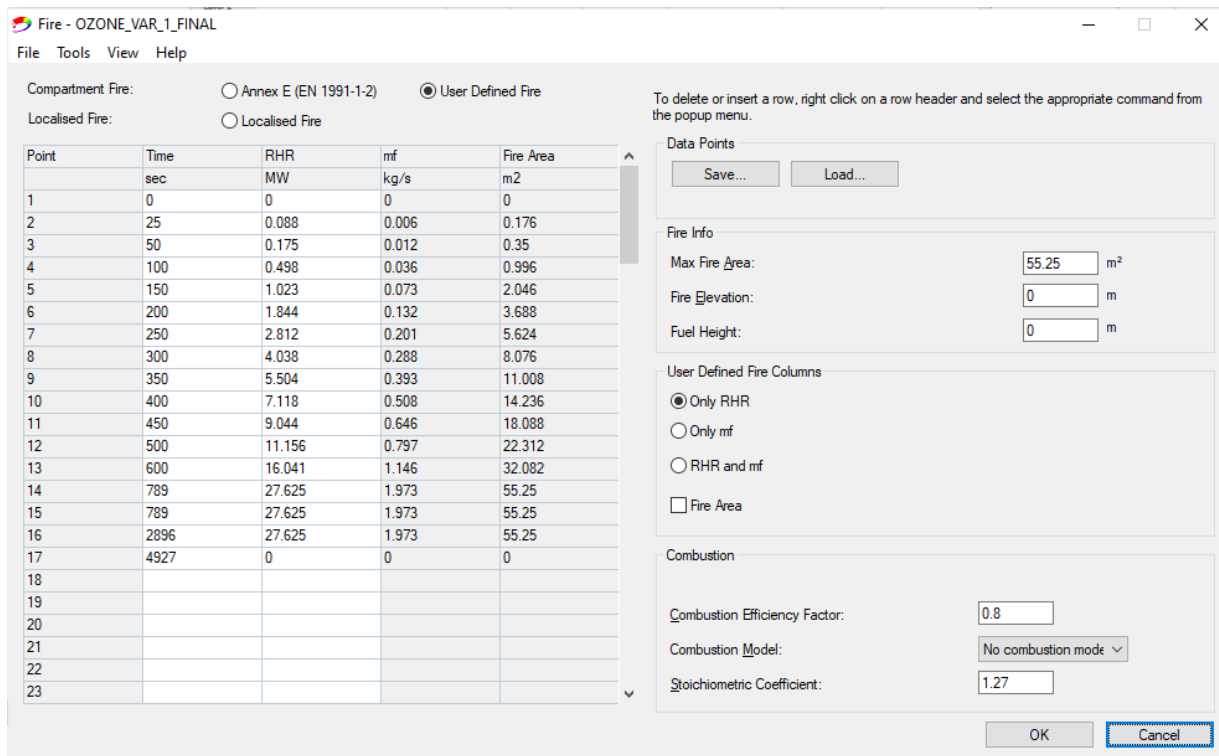 Fire - OZONE_VAR_1_FINAL
File Tools View Help
Compartment Fire: Annex E (EN 1991-1-2) User Defined Fire
Localised Fire: Localised Fire
Point Time RHR mf Fire Area
sec MW kg/s m2
1 0 0 0 0
2 25 0.088 0.006 0.176
3 50 0.175 0.012 0.35
4 100 0.498 0.036 0.996
5 150 1.023 0.073 2.046
6 200 1.844 0.132 3.688
7 250 2.812 0.201 5.624
8 300 4.038 0.288 8.076
9 350 5.504 0.393 11.008
10 400 7.118 0.508 14.236
11 450 9.044 0.646 18.088
12 500 11.156 0.797 22.312
13 600 16.041 1.146 32.082
14 789 27.625 1.973 55.25
15 789 27.625 1.973 55.25
16 2896 27.625 1.973 55.25
17 4927 0 0 0
18
19
20
21
22
23
To delete or insert a row, right click on a row header and select the appropriate command from
the popup menu.
Data Points
Save... Load...
Fire Info
Max Fire Area: 55.25 m²
Fire Elevation: 0 m
Fuel Height: 0 m
User Defined Fire Columns
Only RHR
Only mf
RHR and mf
Fire Area
Combustion
Combustion Efficiency Factor: 0.8
Combustion Model: No combustion mode
Stoichiometric Coefficient: 1.27
OK Cancel